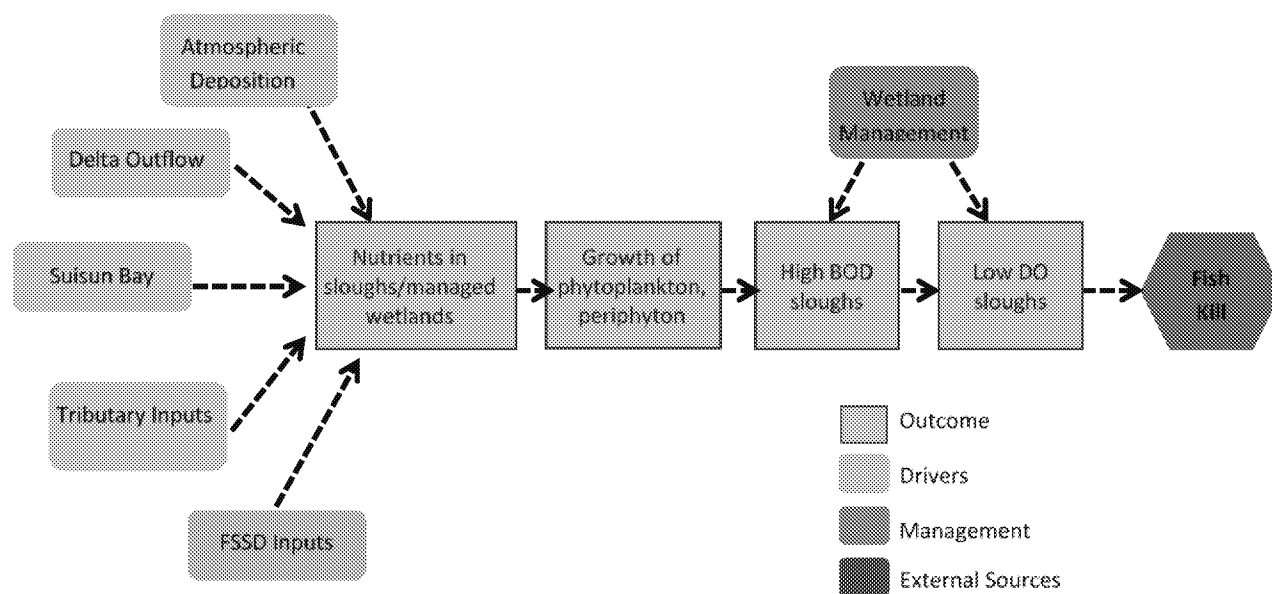 Atmospheric
Deposition
Delta Outflow
Suisun Bay
Tributary Inputs
FSSD Inputs
Wetland
Management
Nutrients in
sloughs/managed
wetlands
Growth of
phytoplankton,
periphyton
High BOD
sloughs
Low DO
sloughs
Fish
Kill
Outcome
Drivers
Management
External Sources